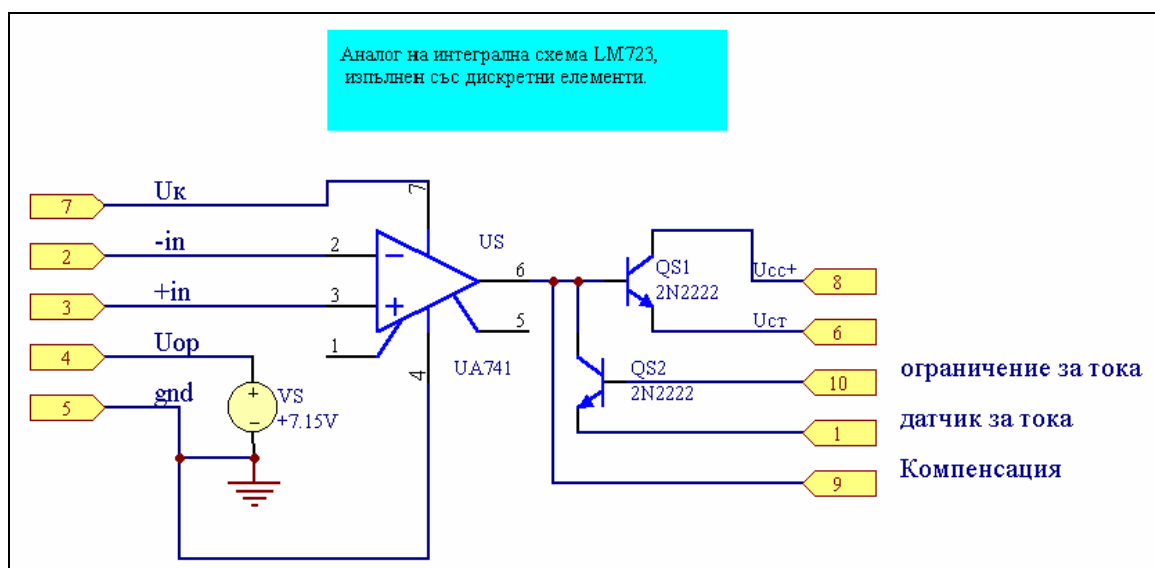 Аналог на интегрална схема LM723,
изпълнен със дискретни елементи.
7 Uк
2 -in
3 +in
4 Uop
5 gnd
VS
+7.15V
7
2
3
1
4
5
6
US
UA741
QS1
2N2222
QS2
2N2222
Ucc+ 8
Uст 6
10 ограничение за тока
1 датчик за тока
9 Компенсация